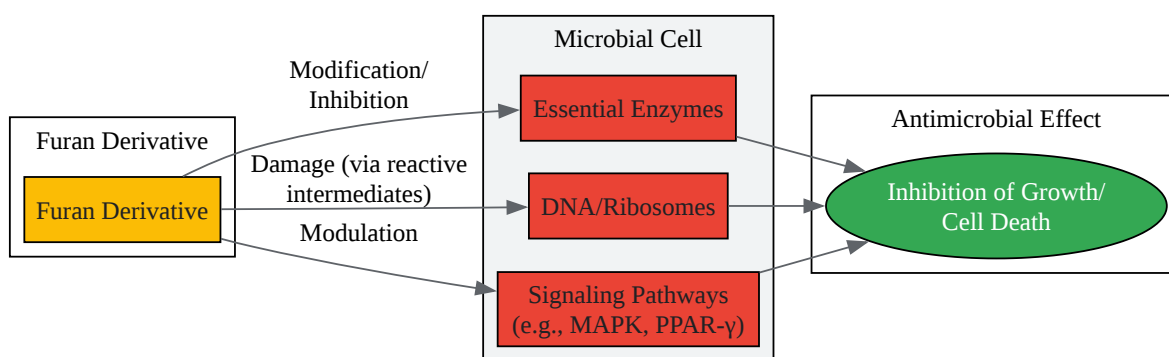 Furan Derivative
Furan Derivative
Modification/
Inhibition
Damage (via reactive
intermediates)
Modulation
Microbial Cell
Essential Enzymes
DNA/Ribosomes
Signaling Pathways
(e.g., MAPK, PPAR-γ)
Antimicrobial Effect
Inhibition of Growth/
Cell Death